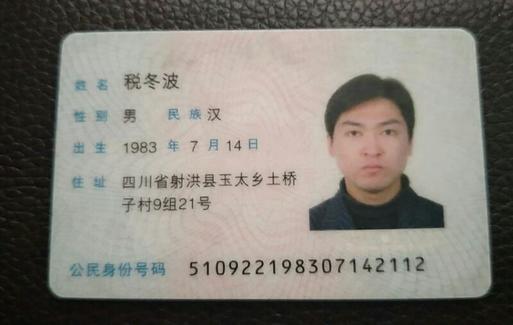 姓名 税冬波
性别 男 民族 汉
出生 1983 年 7 月 14 日
住址 四川省射洪县玉太乡土桥
子村9组21号
公民身份号码 510922198307142112